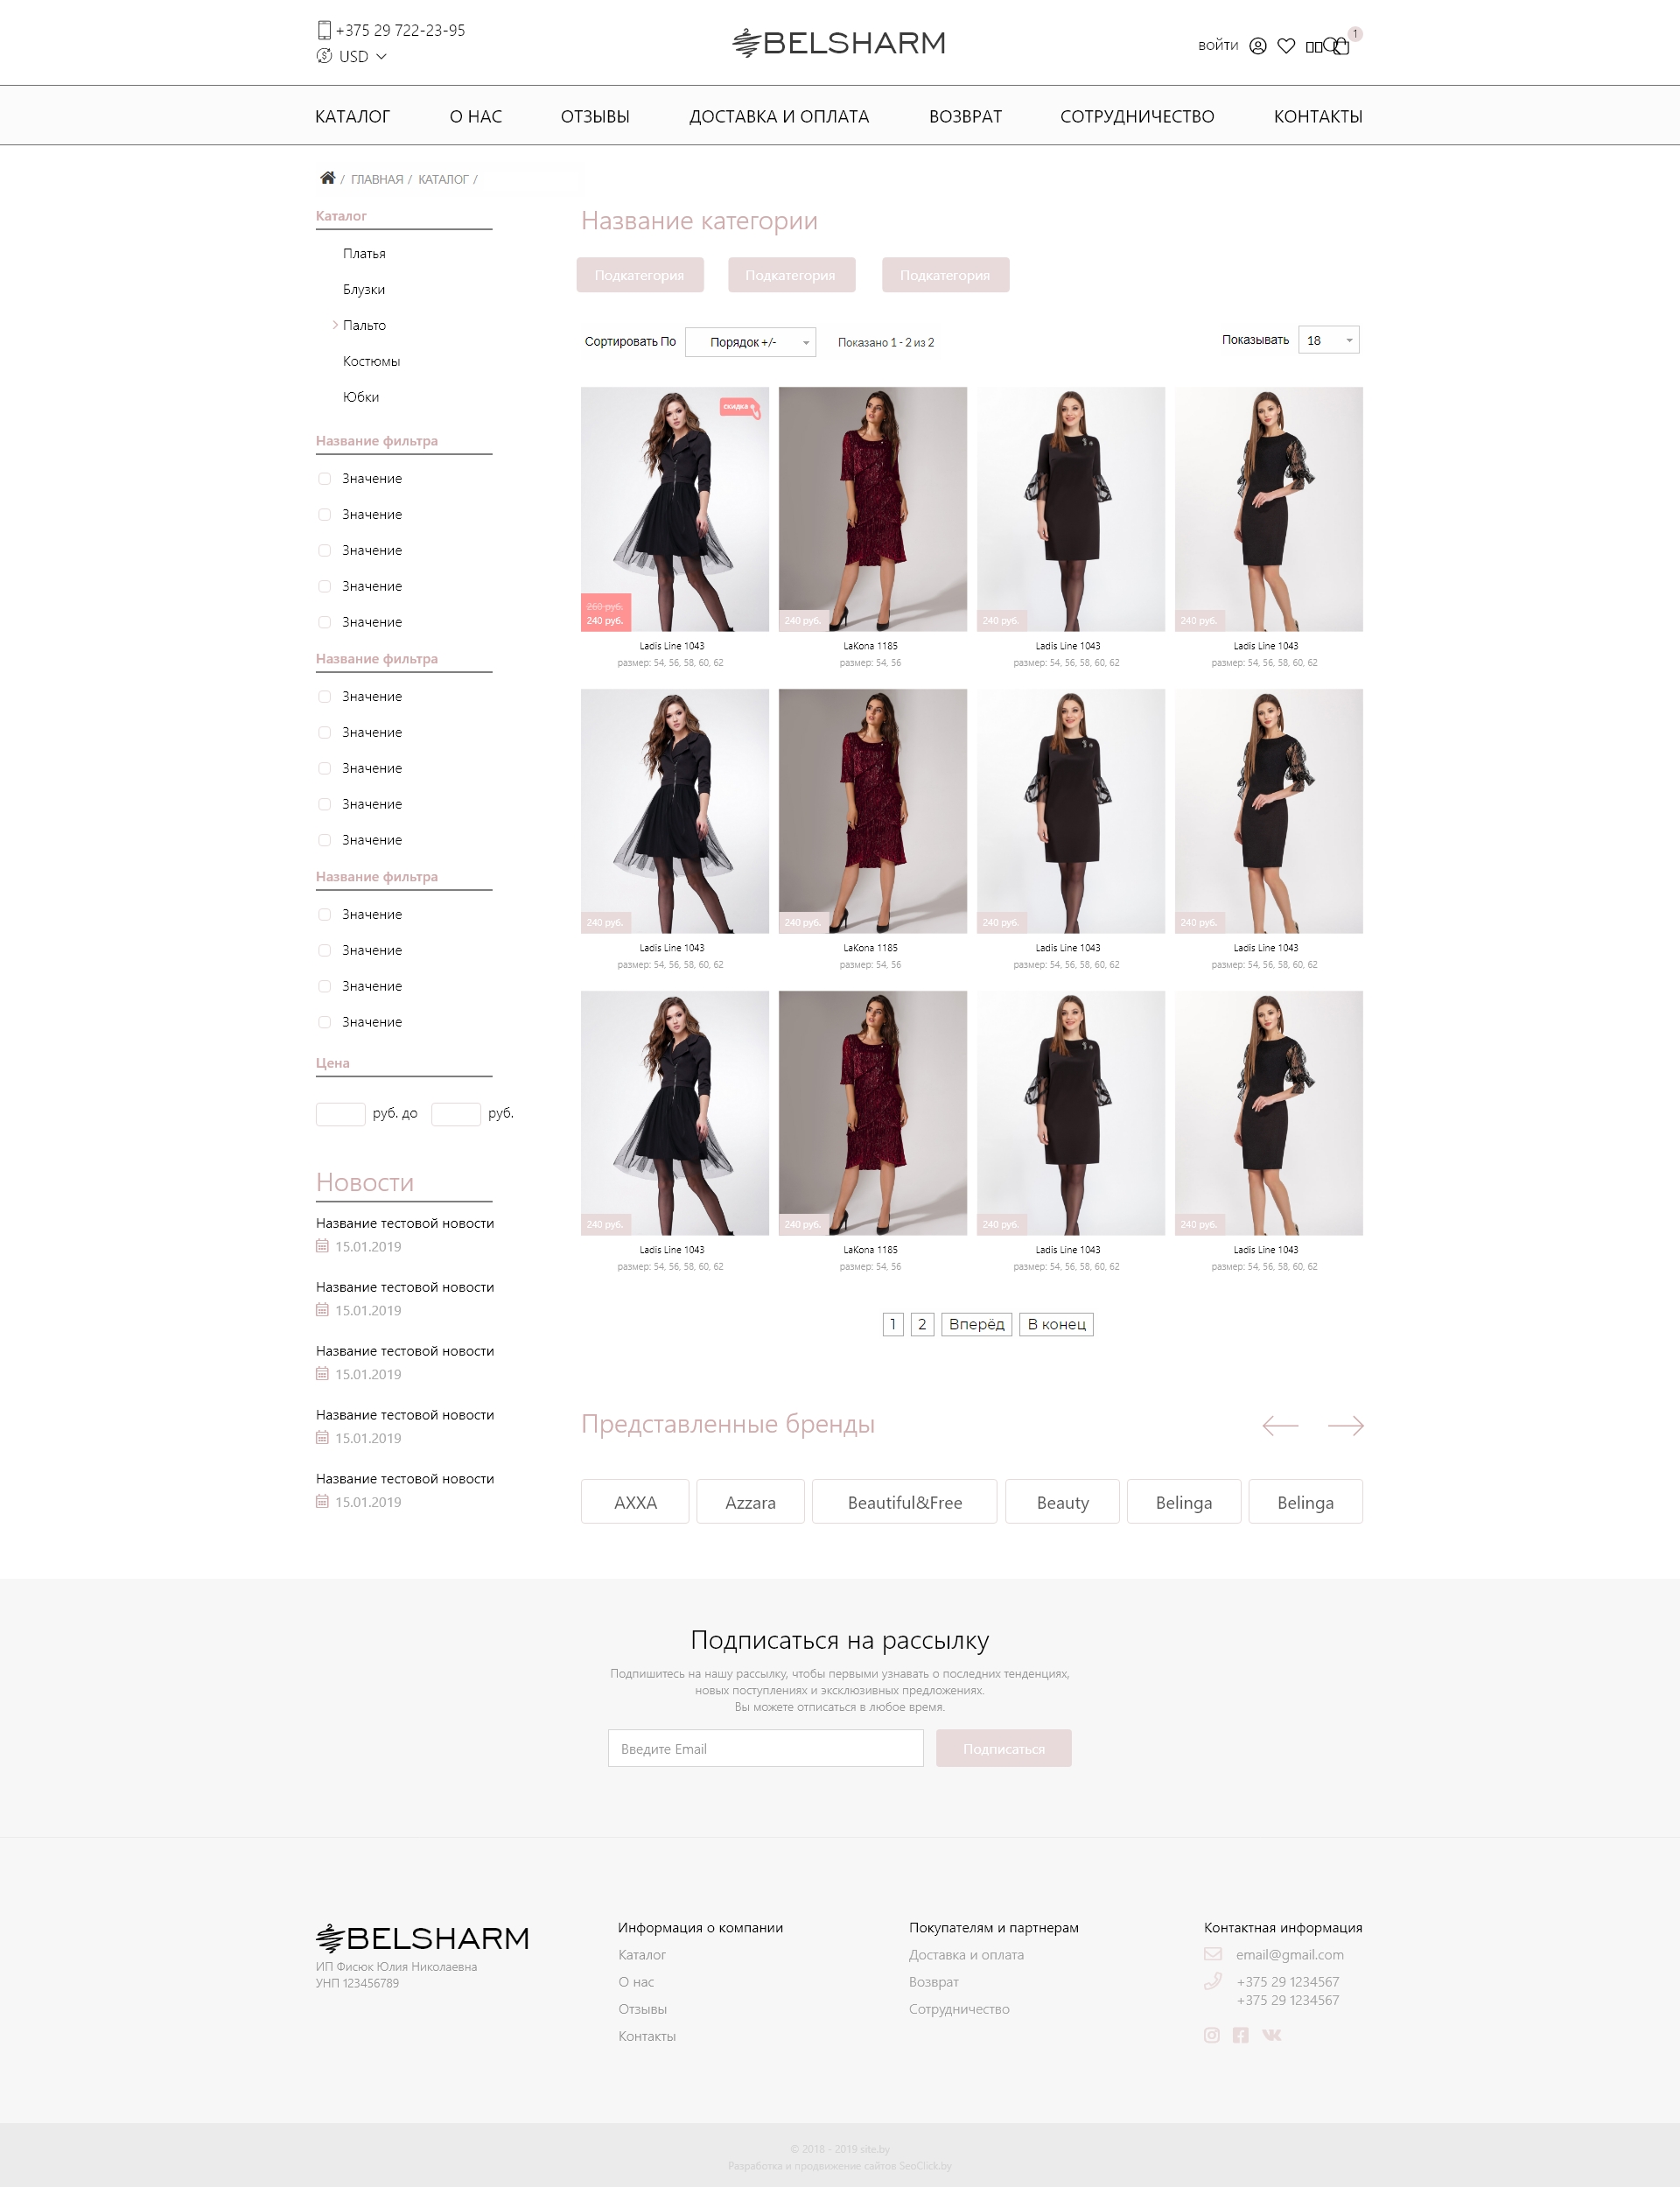 +375 29 722-23-95
USD
BELSHARM
ВОЙТИ
1
КАТАЛОГ О НАС ОТЗЫВЫ ДОСТАВКА И ОПЛАТА ВОЗВРАТ СОТРУДНИЧЕСТВО КОНТАКТЫ
/ ГЛАВНАЯ / КАТАЛОГ /
Каталог
Платья
Блузки
Пальто
Костюмы
Юбки
Название фильтра
Значение
Значение
Значение
Значение
Значение
Название фильтра
Значение
Значение
Значение
Значение
Значение
Название фильтра
Значение
Значение
Значение
Значение
Цена
руб. до руб.
Новости
Название тестовой новости
15.01.2019
Название тестовой новости
15.01.2019
Название тестовой новости
15.01.2019
Название тестовой новости
15.01.2019
Название тестовой новости
15.01.2019
Название категории
Подкатегория Подкатегория Подкатегория
Сортировать По Порядок +/- Показано 1 - 2 из 2 Показывать 18
скидка
260 руб.
240 руб. 240 руб. 240 руб. 240 руб.
Ladis Line 1043 LaKona 1185 Ladis Line 1043 Ladis Line 1043
размер: 54, 56, 58, 60, 62 размер: 54, 56 размер: 54, 56, 58, 60, 62 размер: 54, 56, 58, 60, 62
240 руб. 240 руб. 240 руб. 240 руб.
Ladis Line 1043 LaKona 1185 Ladis Line 1043 Ladis Line 1043
размер: 54, 56, 58, 60, 62 размер: 54, 56 размер: 54, 56, 58, 60, 62 размер: 54, 56, 58, 60, 62
240 руб. 240 руб. 240 руб. 240 руб.
Ladis Line 1043 LaKona 1185 Ladis Line 1043 Ladis Line 1043
размер: 54, 56, 58, 60, 62 размер: 54, 56 размер: 54, 56, 58, 60, 62 размер: 54, 56, 58, 60, 62
1 2 Вперёд В конец
Представленные бренды
AXXA Azzara Beautiful&Free Beauty Belinga Belinga
Подписаться на рассылку
Подпишитесь на нашу рассылку, чтобы первыми узнавать о последних тенденциях,
новых поступлениях и эксклюзивных предложениях.
Вы можете отписаться в любое время.
Введите Email Подписаться
BELSHARM
ИП Фисюк Юлия Николаевна
УНП 123456789
Информация о компании
Каталог
О нас
Отзывы
Контакты
Покупателям и партнерам
Доставка и оплата
Возврат
Сотрудничество
Контактная информация
email@gmail.com
+375 29 1234567
+375 29 1234567
© 2018 - 2019 site.by
Разработка и продвижение сайтов SeoClick.by